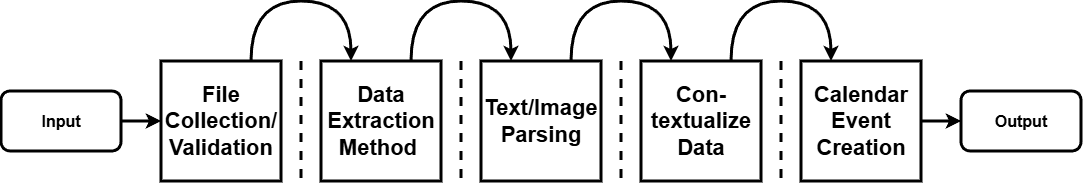 Input
File
Collection/
Validation
Data
Extraction
Method
Text/Image
Parsing
Con-
textualize
Data
Calendar
Event
Creation
Output